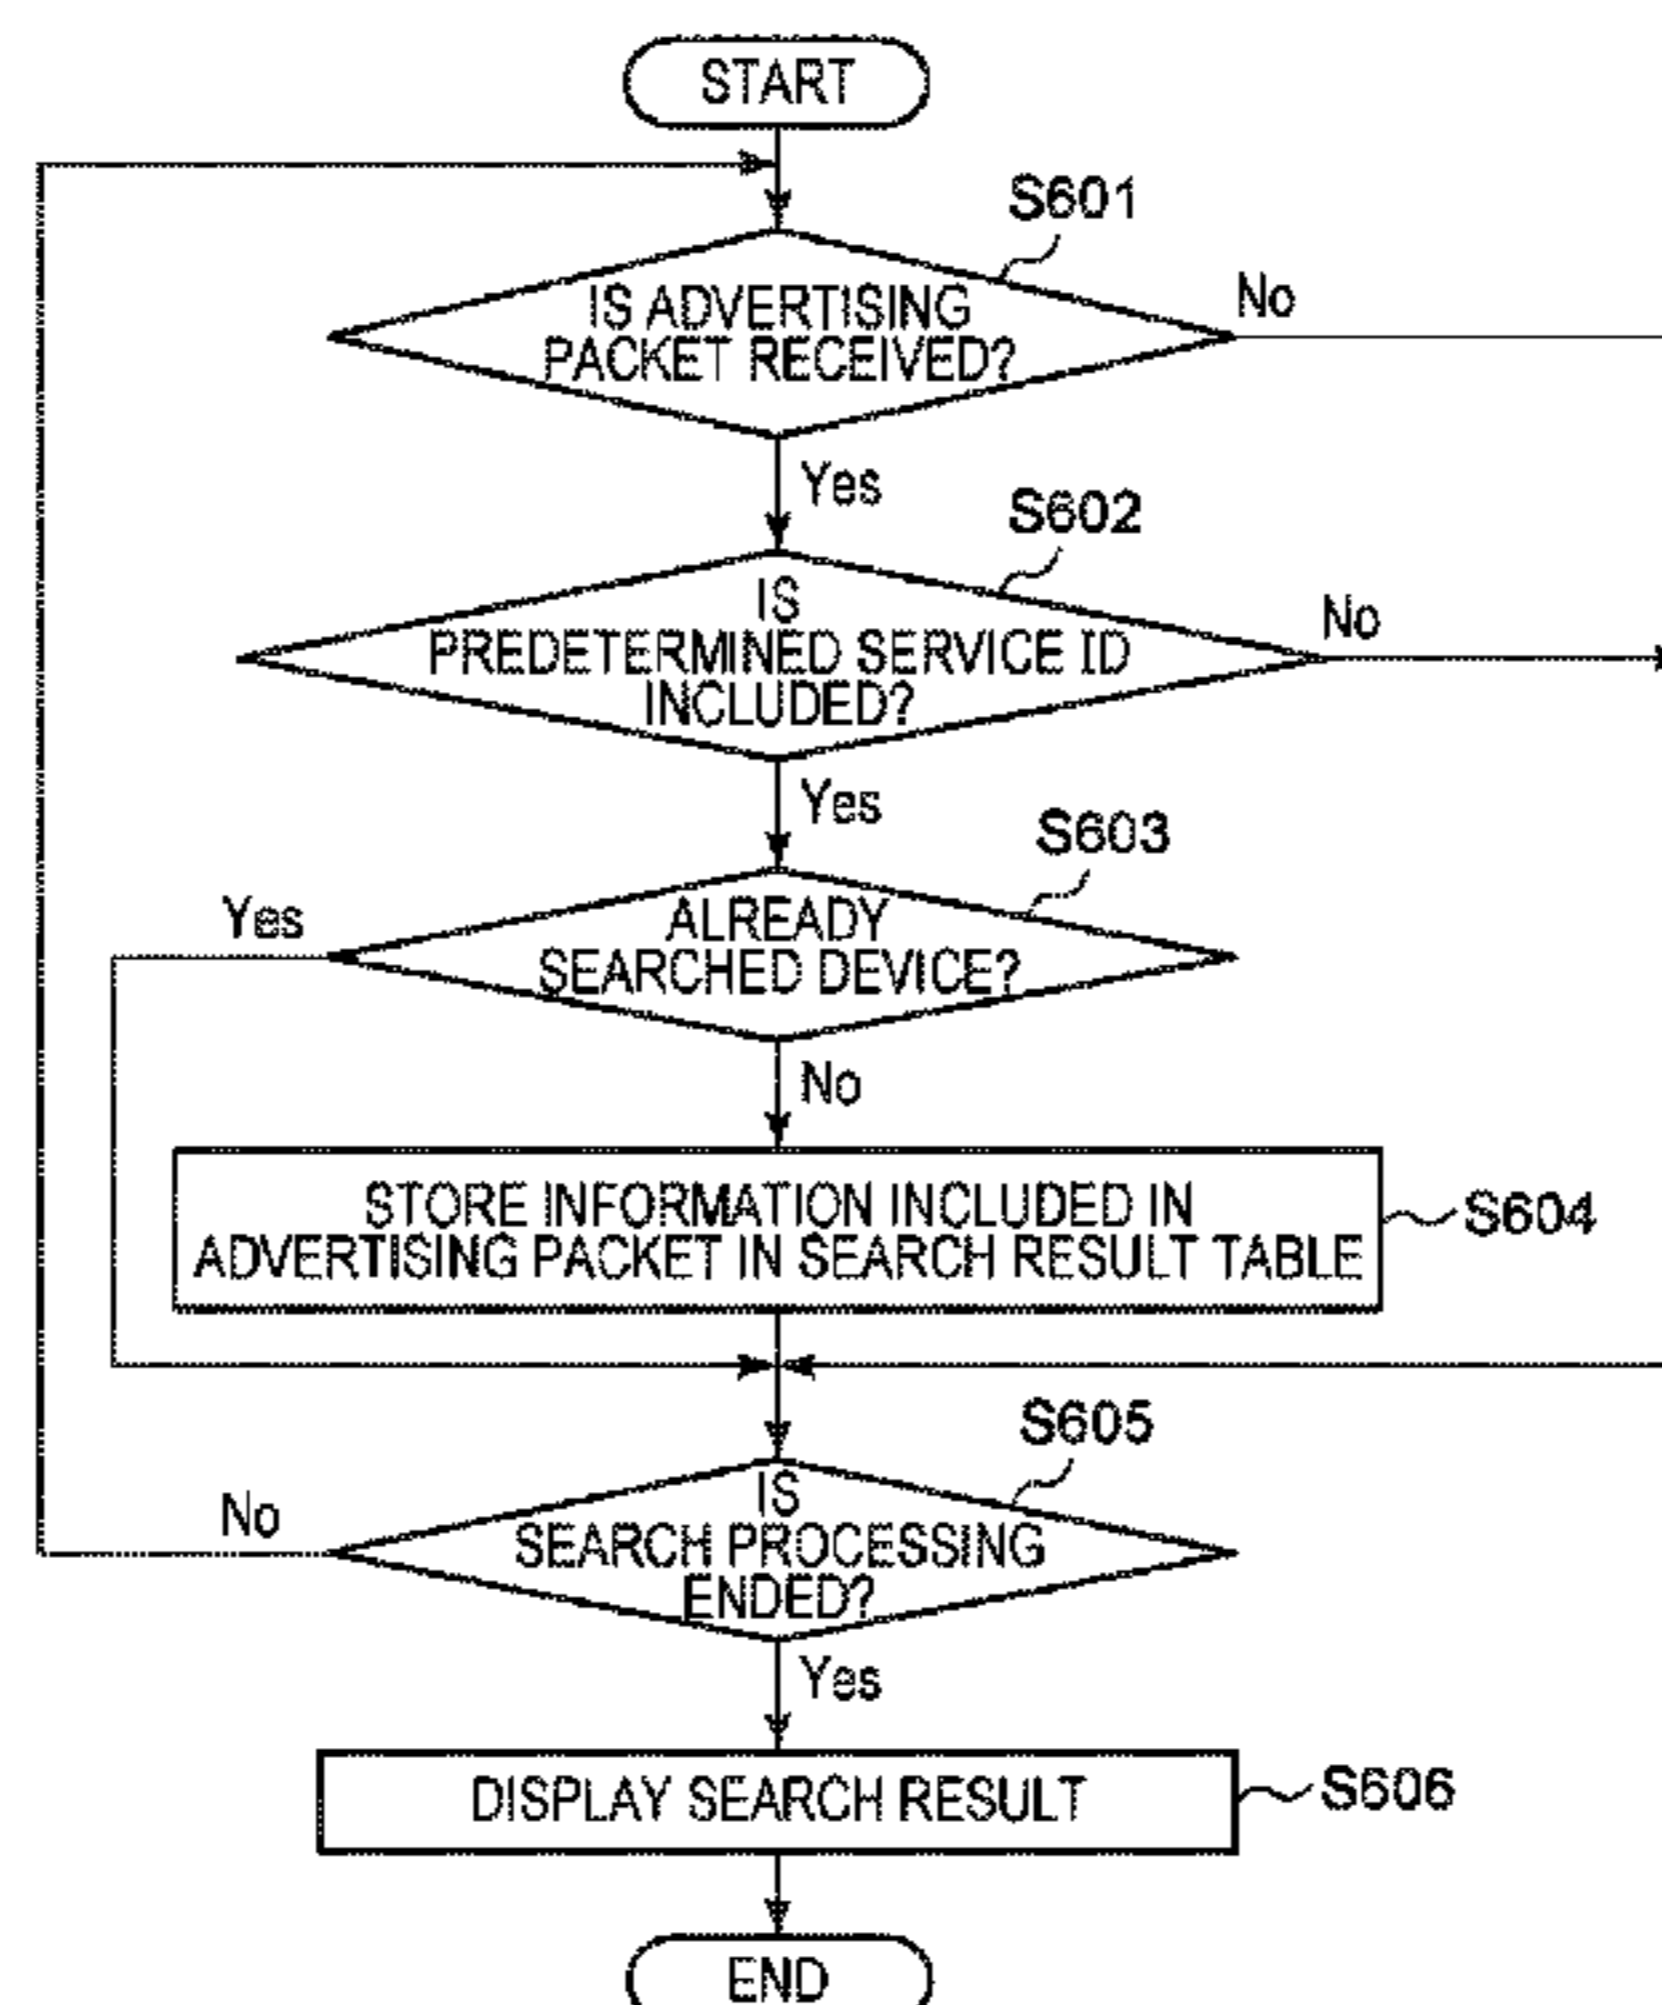 START
S601
IS ADVERTISING
PACKET RECEIVED?
No
Yes
S602
IS
PREDETERMINED SERVICE ID
INCLUDED?
No
Yes
S603
ALREADY
SEARCHED DEVICE?
Yes
No
STORE INFORMATION INCLUDED IN
ADVERTISING PACKET IN SEARCH RESULT TABLE
S604
S605
IS
SEARCH PROCESSING
ENDED?
No
Yes
DISPLAY SEARCH RESULT
S606
END